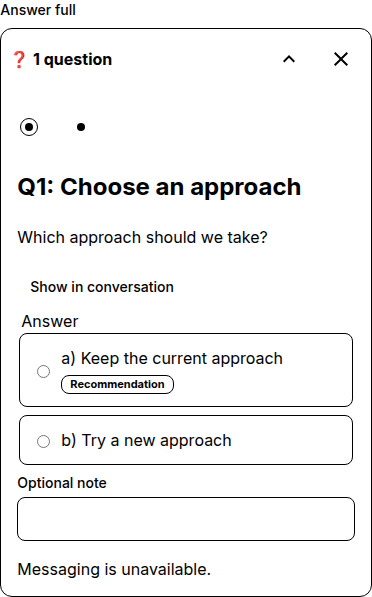 Answer full
❓ 1 question
Q1: Choose an approach
Which approach should we take?
Show in conversation
Answer
a) Keep the current approach
Recommendation
b) Try a new approach
Optional note
Messaging is unavailable.